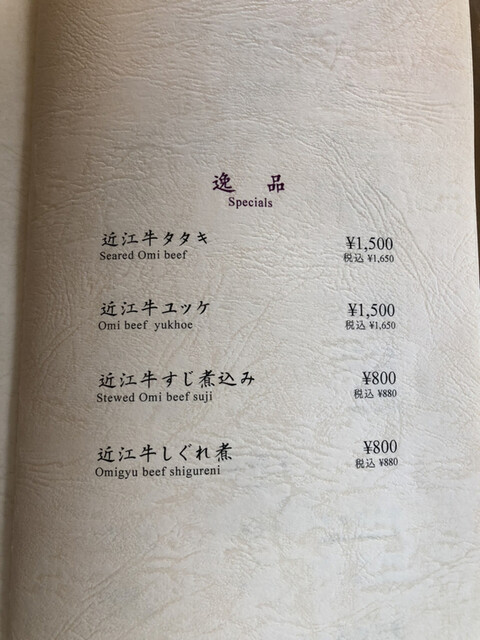 逸 品
Specials
近江牛タタキ ¥1,500
Seared Omi beef 税込 ¥1,650
近江牛ユッケ ¥1,500
Omi beef yukhoe 税込 ¥1,650
近江牛すじ煮込み ¥800
Stewed Omi beef suji 税込 ¥880
近江牛しぐれ煮 ¥800
Omigyu beef shigureni 税込 ¥880